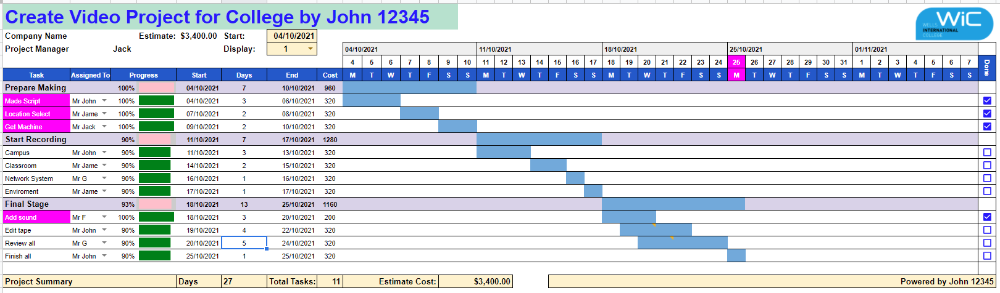 Create Video Project for College by John 12345
WELLS WiC
INTERNATIONAL
COLLEGE
Company Name Estimate: $3,400.00 Start: 04/10/2021
Project Manager Jack Display: 1 04/10/2021 11/10/2021 18/10/2021 25/10/2021 01/11/2021
4 5 6 7 8 9 10 11 12 13 14 15 16 17 18 19 20 21 22 23 24 25 26 27 28 29 30 31 1 2 3 4 5 6 7 Done
Task Assigned To Progress Start Days End Cost M T W T F S S M T W T F S S M T W T F S S M T W T F S S M T W T F S S
Prepare Making 100% 04/10/2021 7 10/10/2021 960
Made Script Mr John 100% 04/10/2021 3 06/10/2021 320
Location Select Mr Jame 100% 07/10/2021 2 08/10/2021 320
Get Machine Mr Jack 100% 09/10/2021 2 10/10/2021 320
Start Recording 90% 11/10/2021 7 17/10/2021 1280
Campus Mr John 90% 11/10/2021 3 13/10/2021 320
Classroom Mr Jame 90% 14/10/2021 2 15/10/2021 320
Network System Mr G 90% 16/10/2021 1 16/10/2021 320
Enviroment Mr Jame 90% 17/10/2021 1 17/10/2021 320
Final Stage 93% 18/10/2021 13 25/10/2021 1160
Add sound Mr F 100% 18/10/2021 3 20/10/2021 200
Edit tape Mr John 90% 19/10/2021 4 22/10/2021 320
Review all Mr G 90% 20/10/2021 5 24/10/2021 320
Finish all Mr John 90% 25/10/2021 1 25/10/2021 320
Project Summary Days 27 Total Tasks: 11 Estimate Cost: $3,400.00 Powered by John 12345